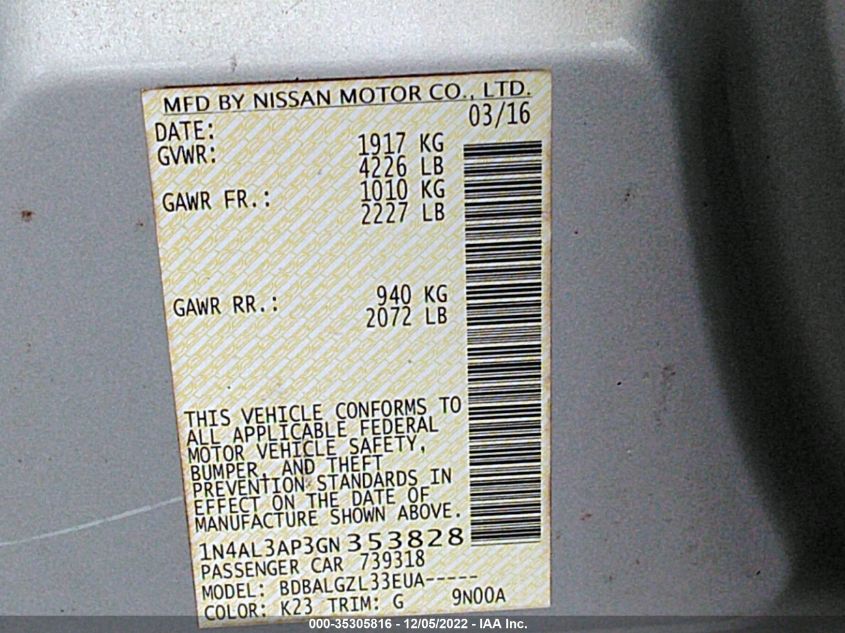 MFD BY NISSAN MOTOR CO., LTD.
DATE: 03/16
GVWR: 1917 KG
4226 LB
GAWR FR.: 1010 KG
2227 LB
GAWR RR.: 940 KG
2072 LB
THIS VEHICLE CONFORMS TO
ALL APPLICABLE FEDERAL
MOTOR VEHICLE SAFETY,
BUMPER, AND THEFT
PREVENTION STANDARDS IN
EFFECT ON THE DATE OF
MANUFACTURE SHOWN ABOVE.
1N4AL3AP3GN353828
PASSENGER CAR 739318
MODEL: BDBALGZL33EUA-----
COLOR: K23 TRIM: G 9N00A
000-35305816 - 12/05/2022 - IAA Inc.